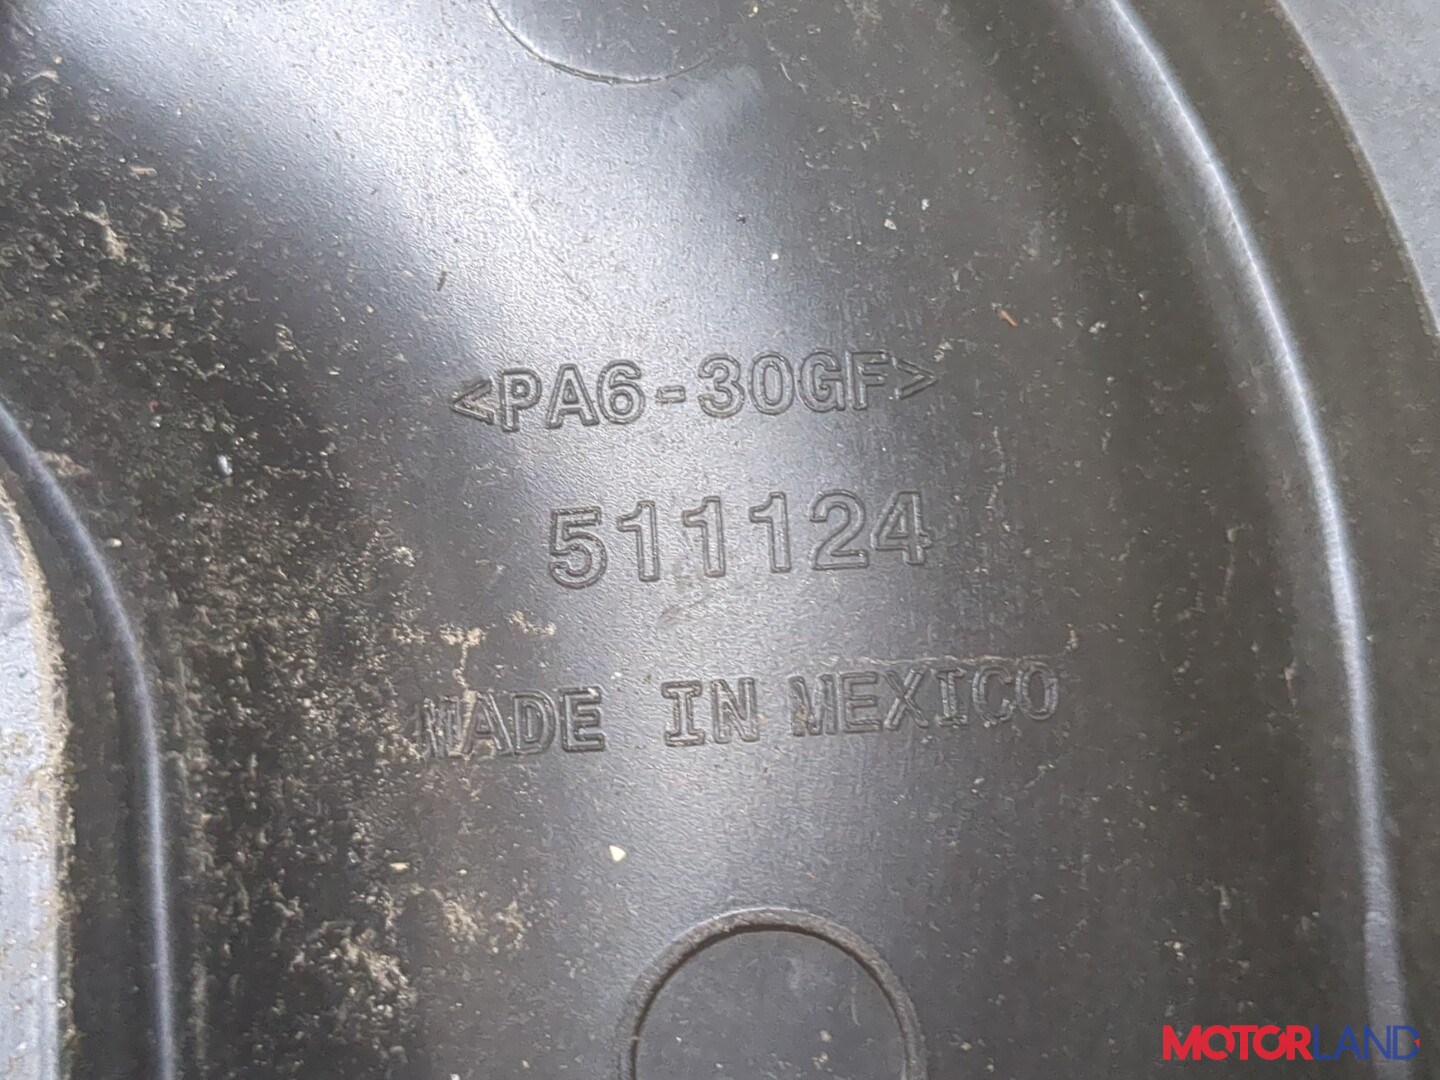 <PA6-30GF>
511124
MADE IN MEXICO
MOTORLAND